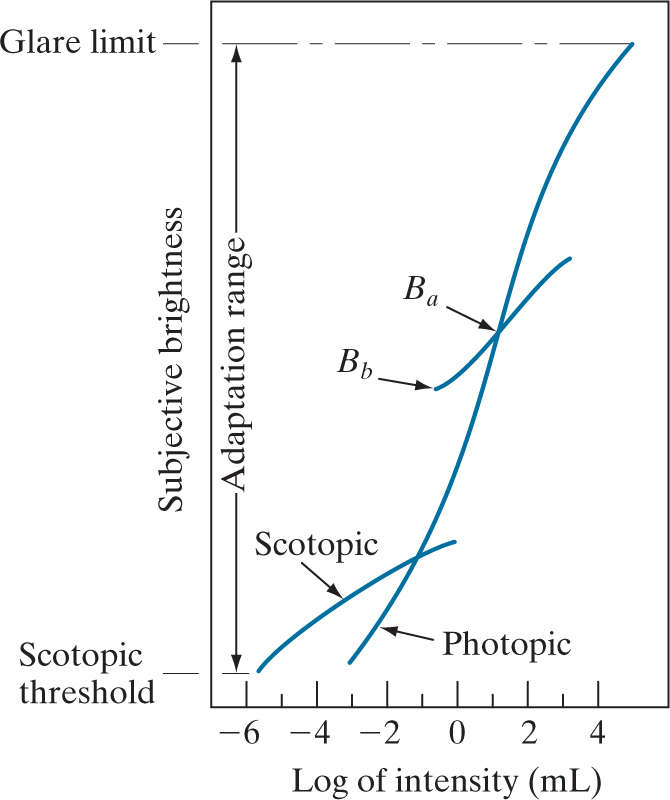 Glare limit
Subjective brightness
Adaptation range
B_a
B_b
Scotopic
Photopic
Scotopic
threshold
−6 −4 −2 0 2 4
Log of intensity (mL)